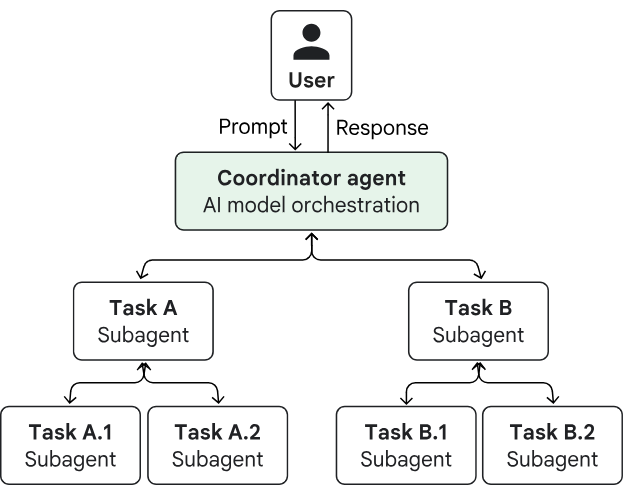 User
Prompt
Response
Coordinator agent
AI model orchestration
Task A
Subagent
Task B
Subagent
Task A.1
Subagent
Task A.2
Subagent
Task B.1
Subagent
Task B.2
Subagent